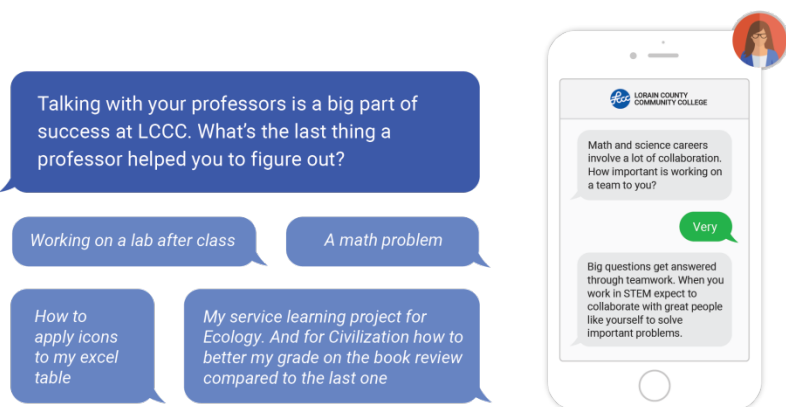 Talking with your professors is a big part of
success at LCCC. What's the last thing a
professor helped you to figure out?
Working on a lab after class
A math problem
How to
apply icons
to my excel
table
My service learning project for
Ecology. And for Civilization how to
better my grade on the book review
compared to the last one
lccc
LORAIN COUNTY
COMMUNITY COLLEGE
Math and science careers
involve a lot of collaboration.
How important is working on
a team to you?
Very
Big questions get answered
through teamwork. When you
work in STEM expect to
collaborate with great people
like yourself to solve
important problems.